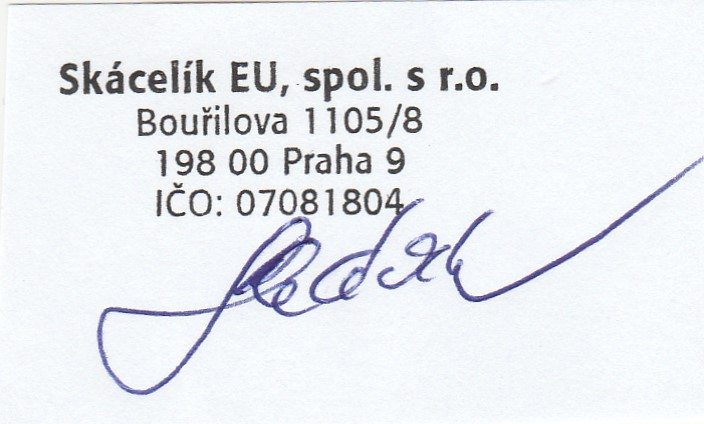 Skácelík EU, spol. s r.o.
Bouřilova 1105/8
198 00 Praha 9
IČO: 07081804